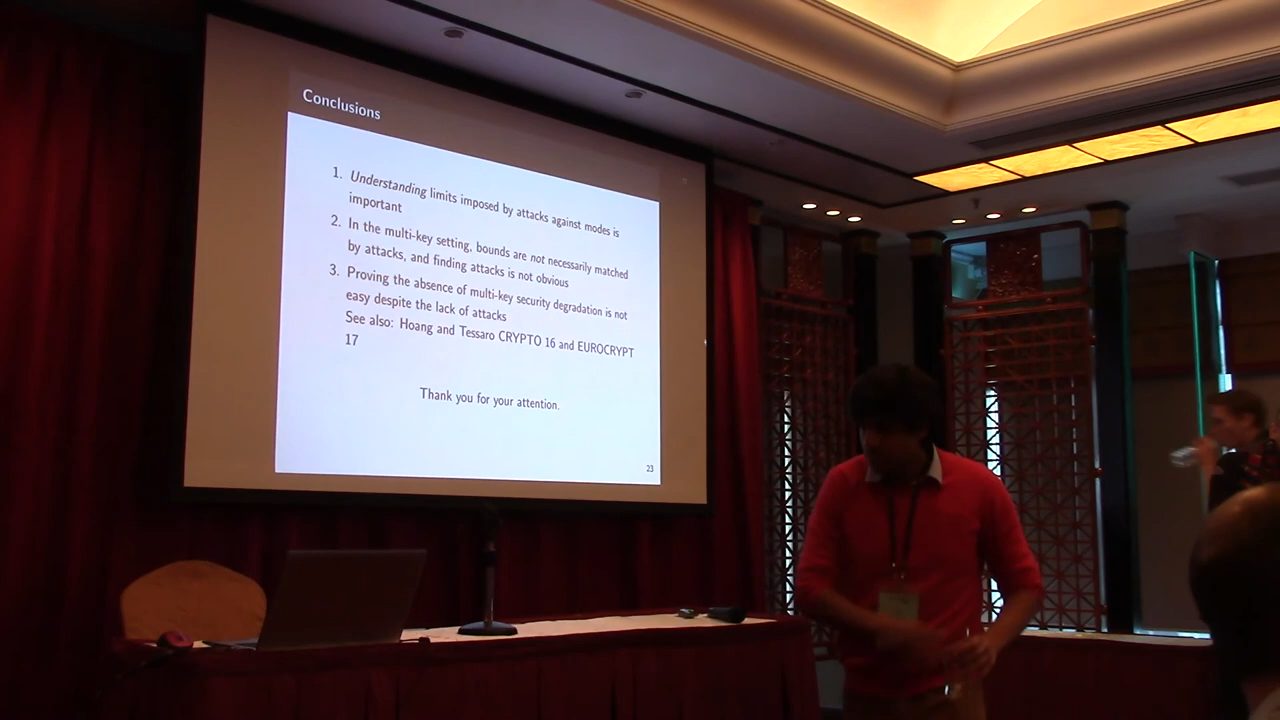 Conclusions
1. Understanding limits imposed by attacks against modes is
important
2. In the multi-key setting, bounds are not necessarily matched
by attacks, and finding attacks is not obvious
3. Proving the absence of multi-key security degradation is not
easy despite the lack of attacks
See also: Hoang and Tessaro CRYPTO 16 and EUROCRYPT
17
Thank you for your attention.
23